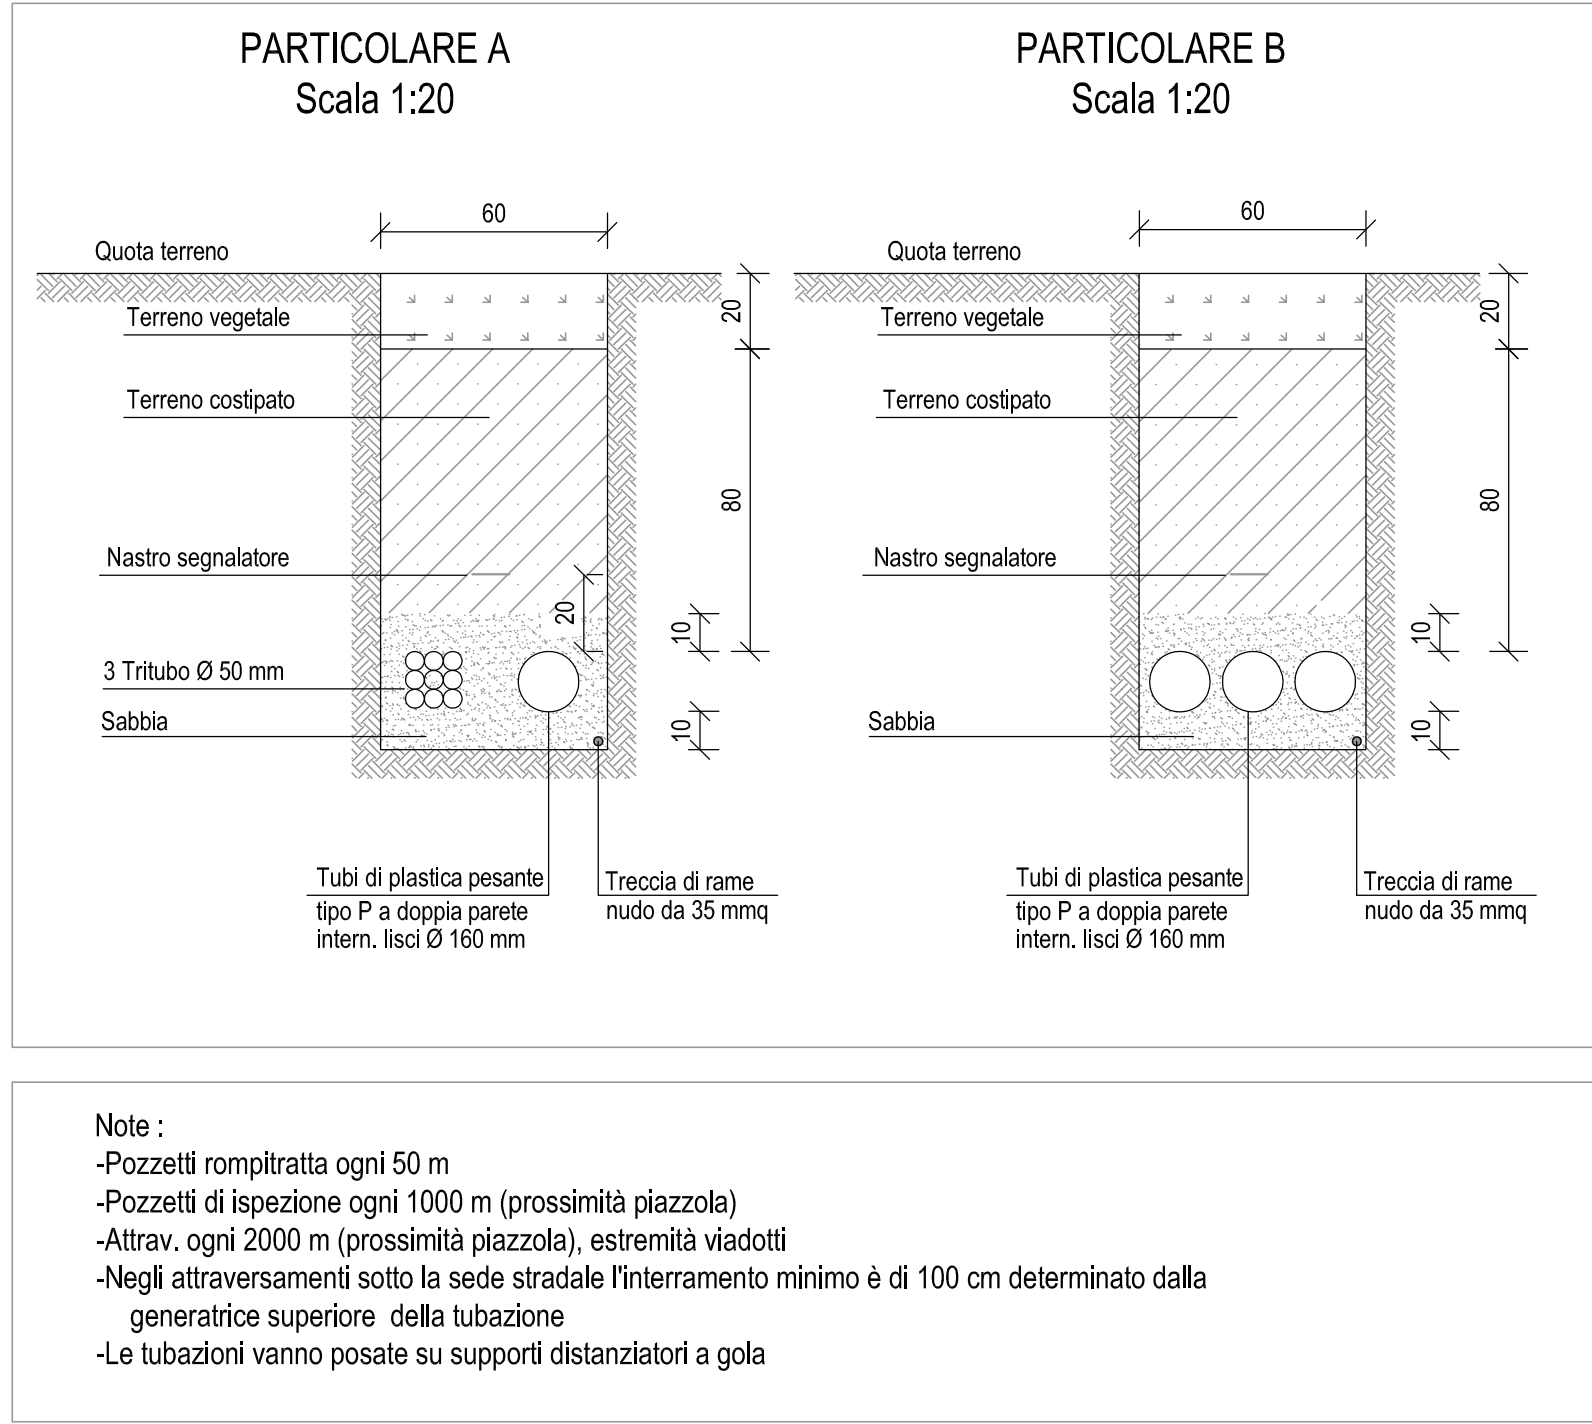 PARTICOLARE A
Scala 1:20
60
Quota terreno
20
Terreno vegetale
Terreno costipato
80
Nastro segnalatore
20
10
3 Tritubo Ø 50 mm
Sabbia
10
Tubi di plastica pesante
tipo P a doppia parete
intern. lisci Ø 160 mm
Treccia di rame
nudo da 35 mmq
PARTICOLARE B
Scala 1:20
60
Quota terreno
20
Terreno vegetale
Terreno costipato
80
Nastro segnalatore
10
Sabbia
10
Tubi di plastica pesante
tipo P a doppia parete
intern. lisci Ø 160 mm
Treccia di rame
nudo da 35 mmq
Note :
-Pozzetti rompitratta ogni 50 m
-Pozzetti di ispezione ogni 1000 m (prossimità piazzola)
-Attrav. ogni 2000 m (prossimità piazzola), estremità viadotti
-Negli attraversamenti sotto la sede stradale l'interramento minimo è di 100 cm determinato dalla
generatrice superiore della tubazione
-Le tubazioni vanno posate su supporti distanziatori a gola